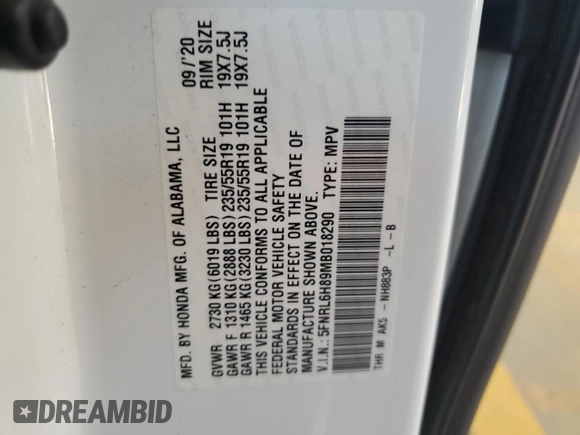 MFD. BY HONDA MFG. OF ALABAMA, LLC 09/'20
GVWR 2730 KG (6019 LBS) TIRE SIZE RIM SIZE
GAWR F 1310 KG (2888 LBS) 235/55R19 101H 19X7.5J
GAWR R 1465 KG (3230 LBS) 235/55R19 101H 19X7.5J
THIS VEHICLE CONFORMS TO ALL APPLICABLE
FEDERAL MOTOR VEHICLE SAFETY
STANDARDS IN EFFECT ON THE DATE OF
MANUFACTURE SHOWN ABOVE.
V.I.N.: 5FNRL6H89MB018290 TYPE: MPV
THR M AK5 - NH883P -L-B
DREAMBID